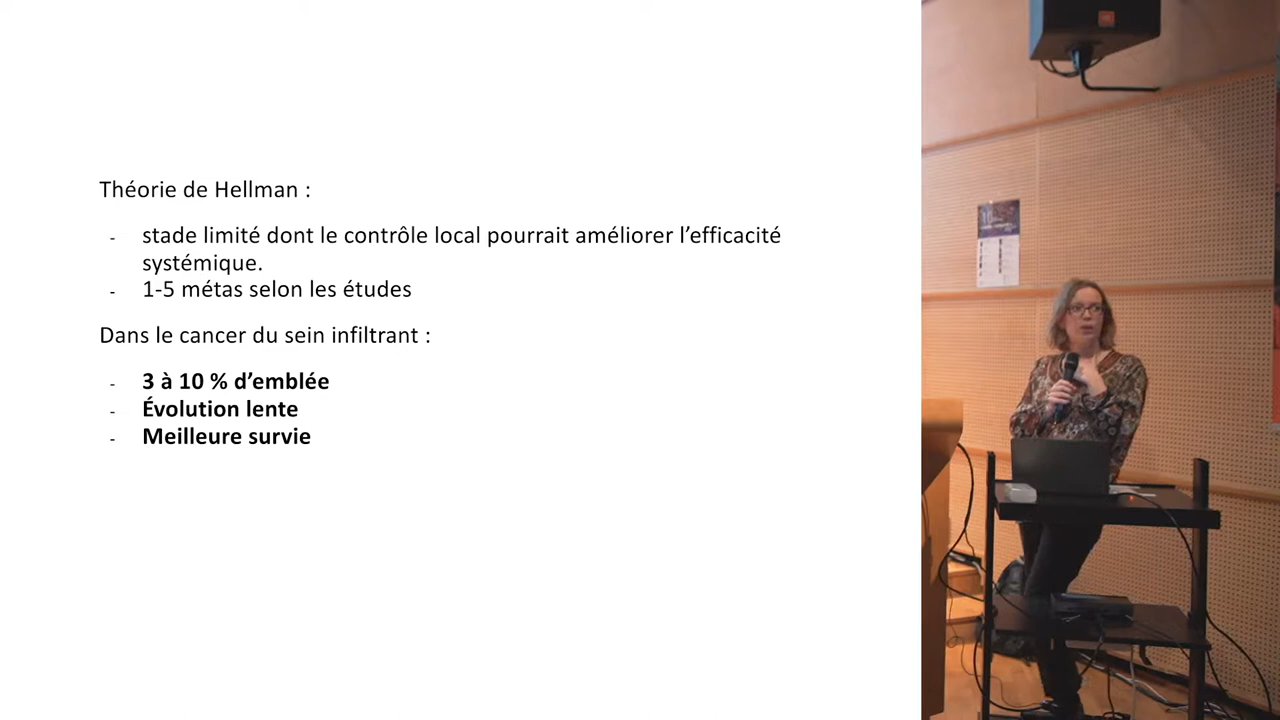 Théorie de Hellman :
- stade limité dont le contrôle local pourrait améliorer l’efficacité
systémique.
- 1-5 métas selon les études
Dans le cancer du sein infiltrant :
- 3 à 10 % d’emblée
- Évolution lente
- Meilleure survie